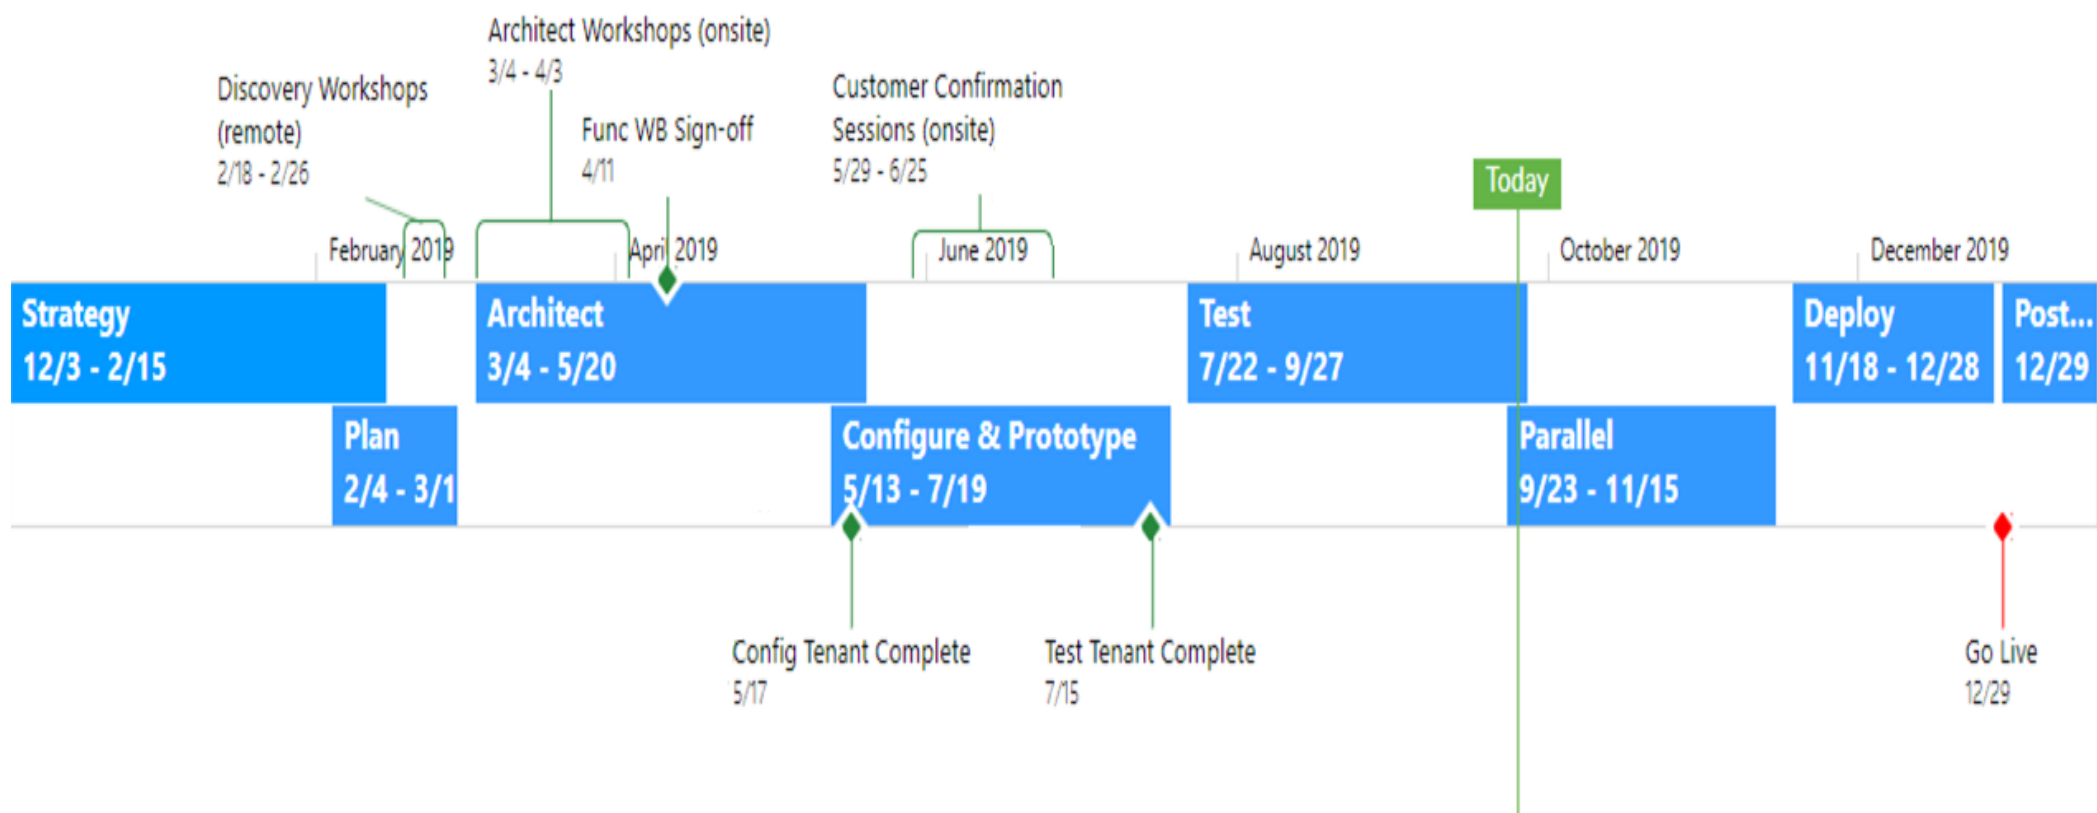 Architect Workshops (onsite)
3/4 - 4/3
Discovery Workshops
(remote)
2/18 - 2/26
Func WB Sign-off
4/11
Customer Confirmation
Sessions (onsite)
5/29 - 6/25
Today
February 2019
April 2019
June 2019
August 2019
October 2019
December 2019
Strategy
12/3 - 2/15
Architect
3/4 - 5/20
Test
7/22 - 9/27
Deploy
11/18 - 12/28
Post...
12/29
Plan
2/4 - 3/1
Configure & Prototype
5/13 - 7/19
Parallel
9/23 - 11/15
Config Tenant Complete
5/17
Test Tenant Complete
7/15
Go Live
12/29